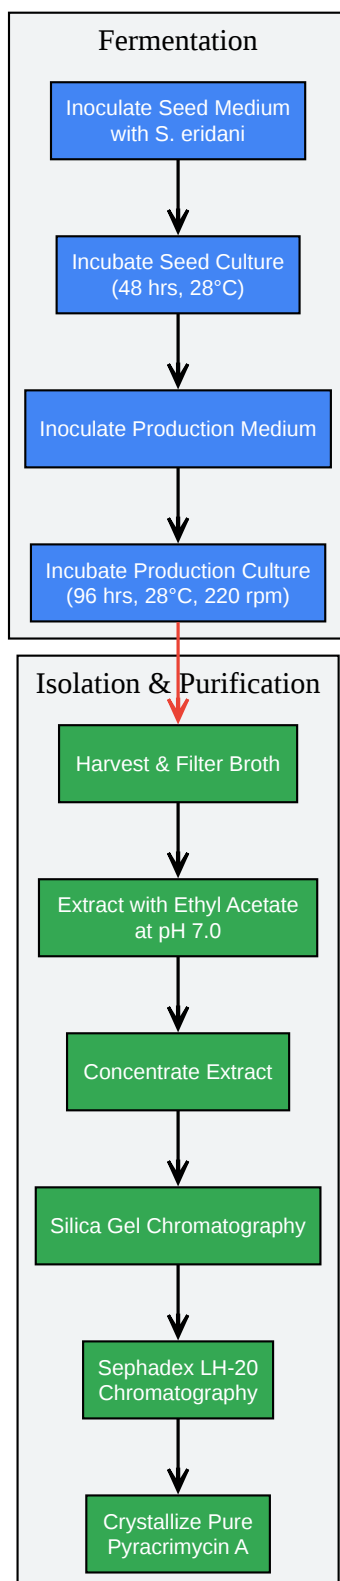 Fermentation
Inoculate Seed Medium
with S. eridani
Incubate Seed Culture
(48 hrs, 28°C)
Inoculate Production Medium
Incubate Production Culture
(96 hrs, 28°C, 220 rpm)
Isolation & Purification
Harvest & Filter Broth
Extract with Ethyl Acetate
at pH 7.0
Concentrate Extract
Silica Gel Chromatography
Sephadex LH-20
Chromatography
Crystallize Pure
Pyracrimycin A